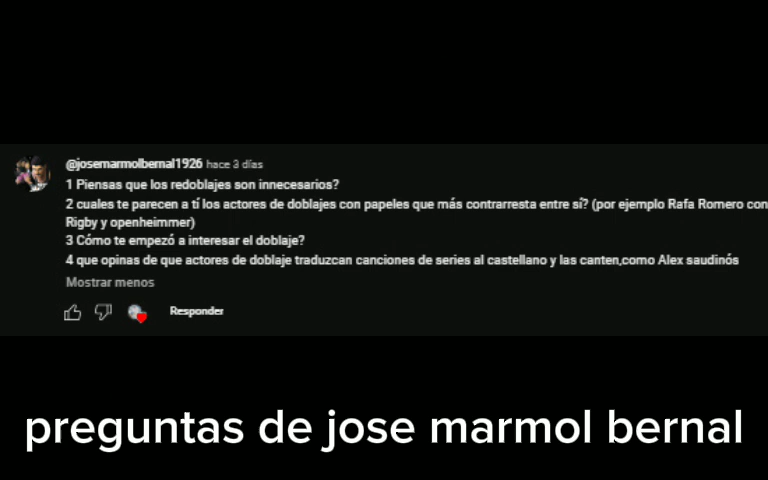 @josemarmolbernal1926 hace 3 días
1 Piensas que los redoblajes son innecesarios?
2 cuales te parecen a tí los actores de doblajes con papeles que más contrarresta entre sí? (por ejemplo Rafa Romero con
Rigby y openheimmer)
3 Cómo te empezó a interesar el doblaje?
4 que opinas de que actores de doblaje traduzcan canciones de series al castellano y las canten,como Alex saudinós
Mostrar menos
Responder
preguntas de jose marmol bernal